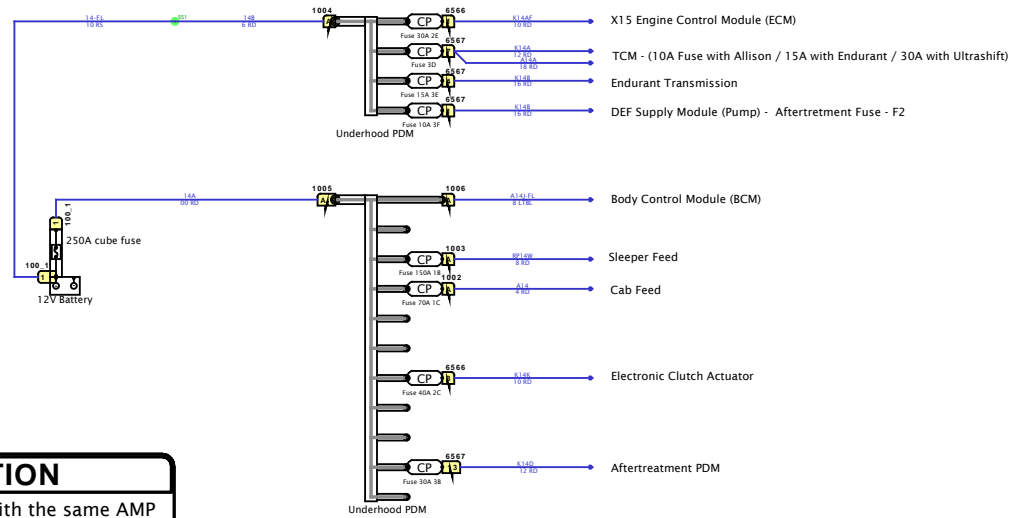 14-FL
10 RS
SS1
14B
6 RD
1004
A
CP
Fuse 30A 2E
6566
K14AF
10 RD
X15 Engine Control Module (ECM)
CP
Fuse 3D
6567
K14A
12 RD
A14A
18 RD
TCM - (10A Fuse with Allison / 15A with Endurant / 30A with Ultrashift)
CP
Fuse 15A 3E
6567
K14B
16 RD
Endurant Transmission
CP
Fuse 10A 3F
6567
K14B
16 RD
DEF Supply Module (Pump) - Aftertretment Fuse - F2
Underhood PDM
14A
00 RD
1005
A
1006
A
A14J-FL
8 LTBL
Body Control Module (BCM)
100_1
1
250A cube fuse
100_1
1
12V Battery
CP
Fuse 150A 1B
1003
A
RP14W
8 RD
Sleeper Feed
CP
Fuse 70A 1C
1002
A
A14
4 RD
Cab Feed
CP
Fuse 40A 2C
6566
K14K
10 RD
Electronic Clutch Actuator
CP
Fuse 30A 3B
6567
13
K14D
12 RD
Aftertreatment PDM
Underhood PDM
TION
ith the same AMP